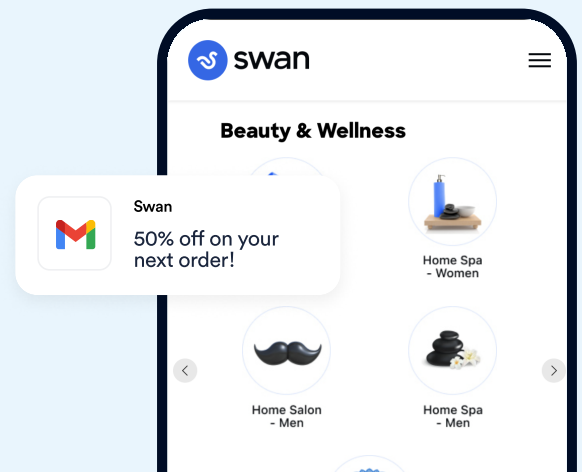 swan
Beauty & Wellness
Swan
50% off on your
next order!
Home Spa
- Women
Home Salon
- Men
Home Spa
- Men